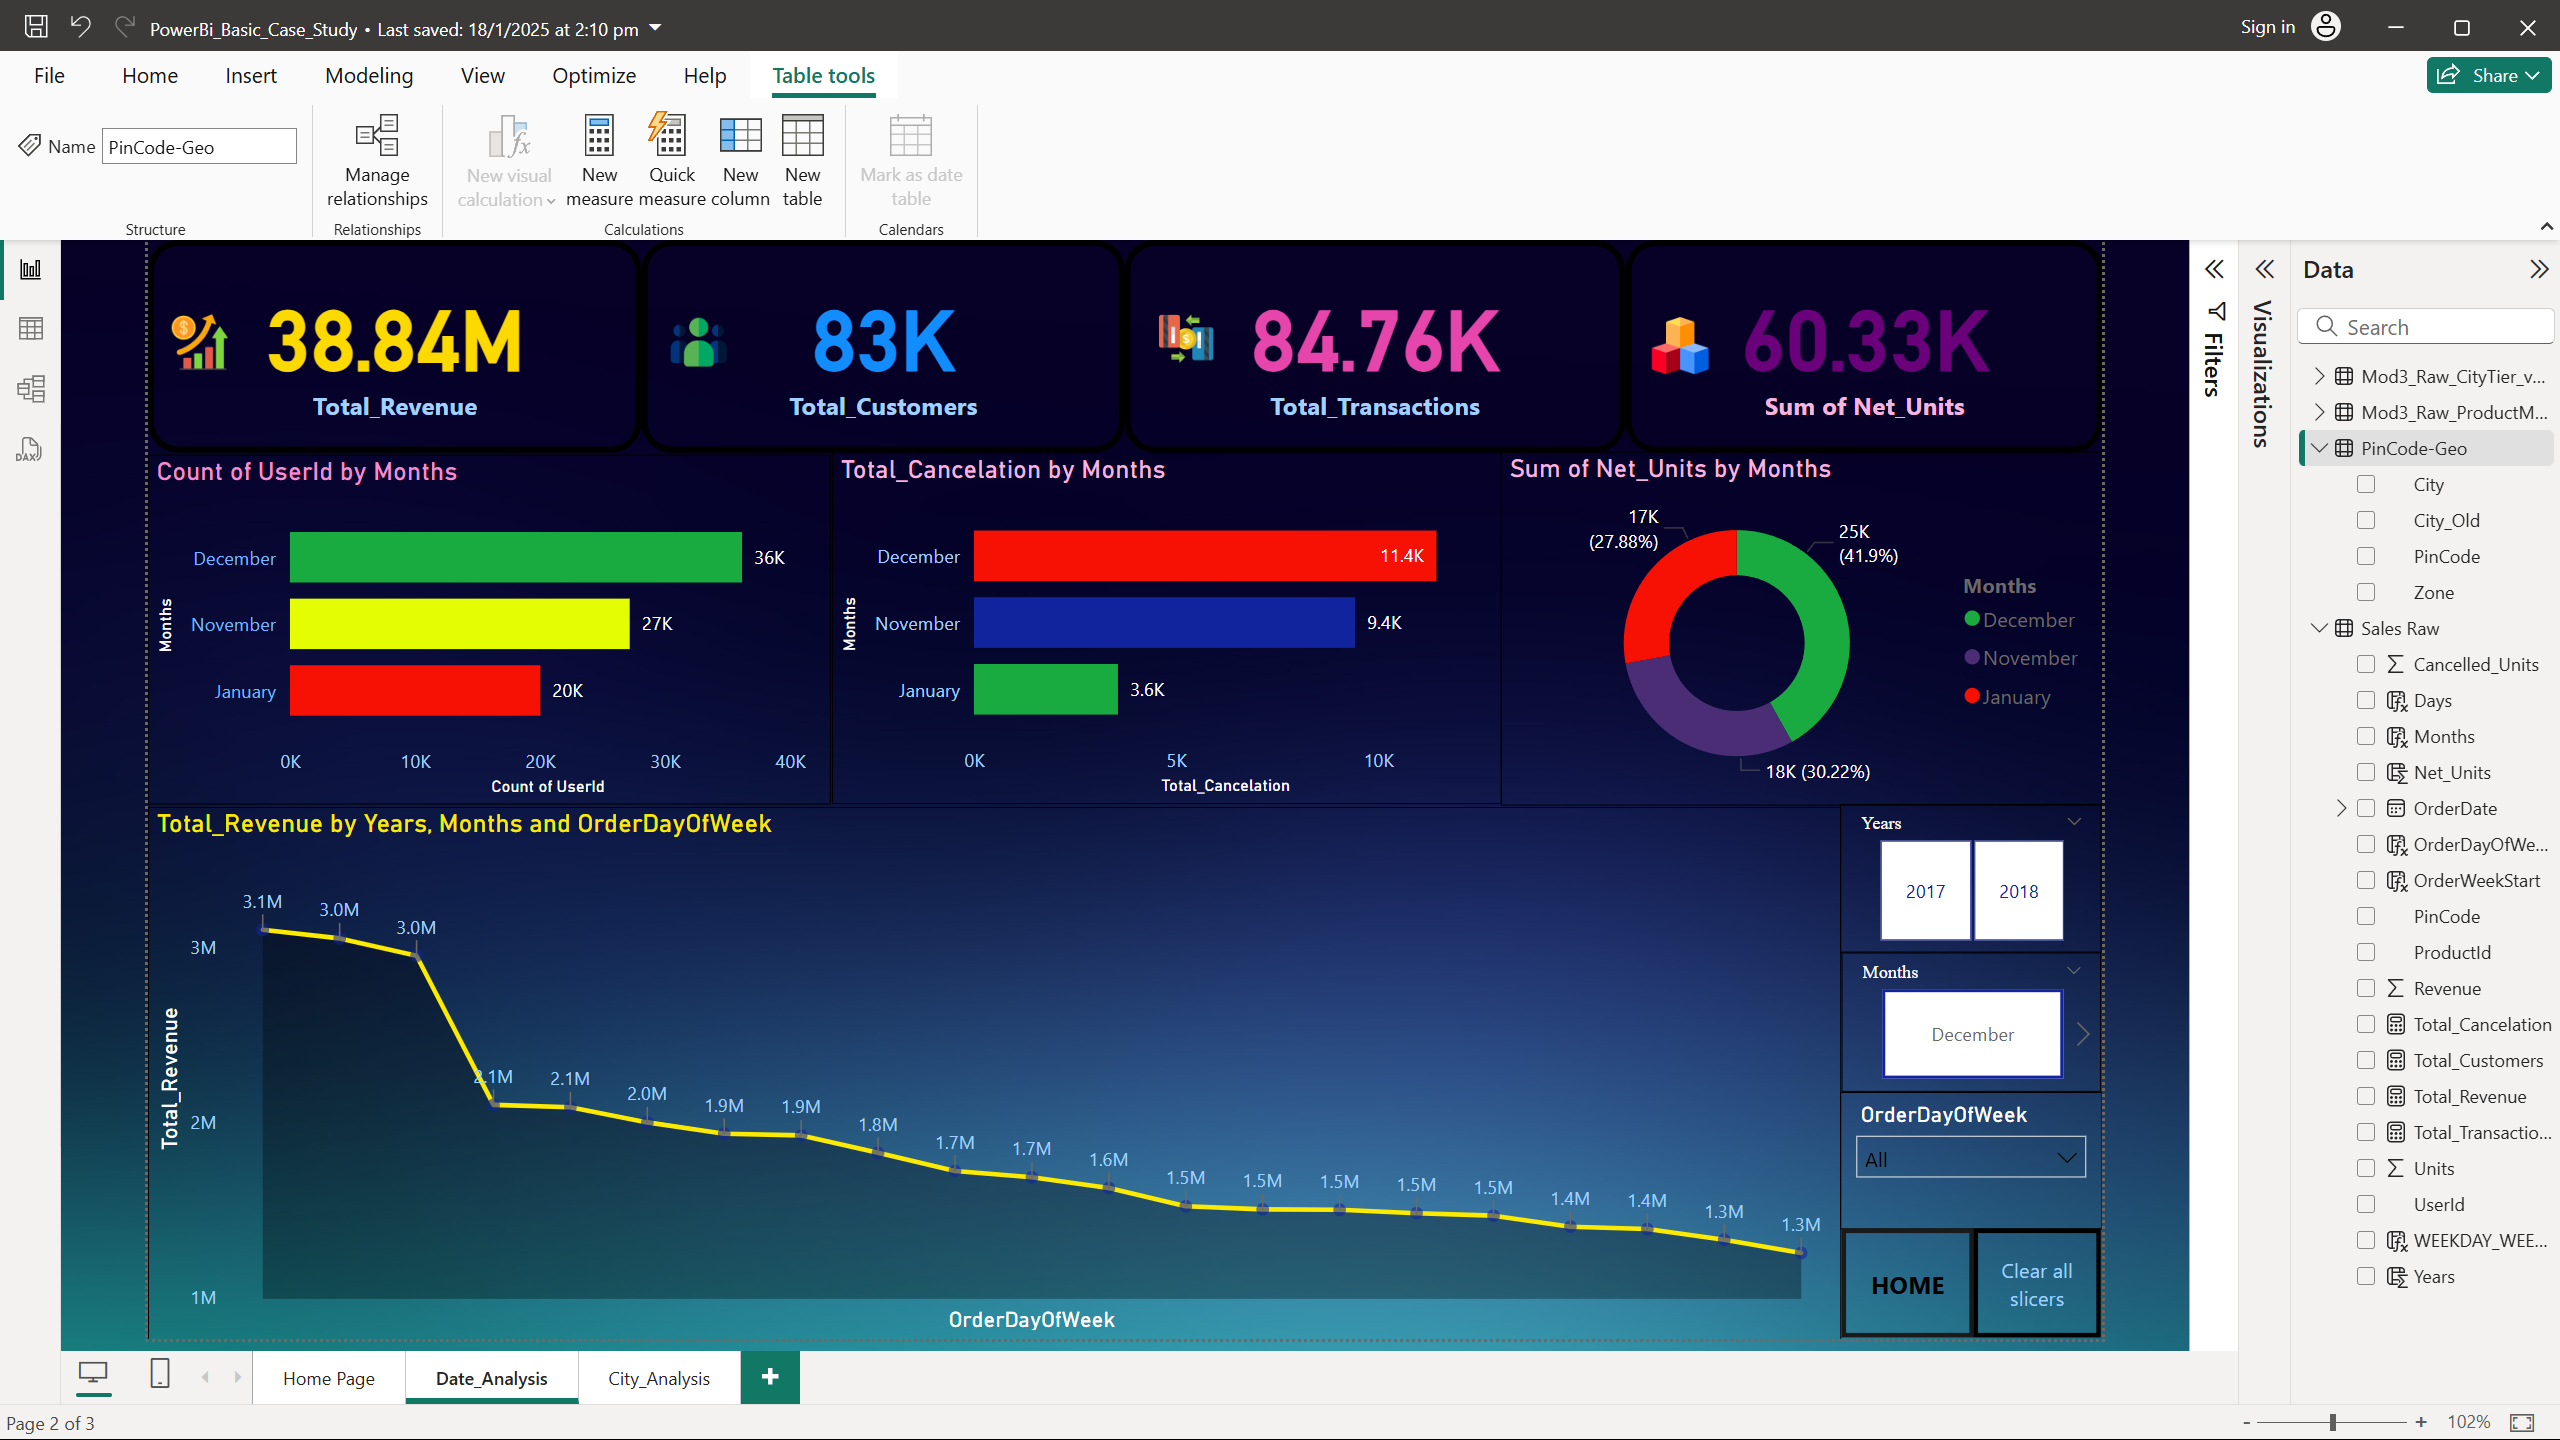 PowerBi_Basic_Case_Study • Last saved: 18/1/2025 at 2:10 pm
Sign in
File
Home
Insert
Modeling
View
Optimize
Help
Table tools
Share
Name
PinCode-Geo
Manage
relationships
New visual
calculation
New
measure
Quick
measure
New
column
New
table
Mark as date
table
Structure
Relationships
Calculations
Calendars
DAX
38.84M
Total_Revenue
83K
Total_Customers
84.76K
Total_Transactions
60.33K
Sum of Net_Units
Count of UserId by Months
Months
December
November
January
36K
27K
20K
0K
10K
20K
30K
40K
Count of UserId
Total_Cancelation by Months
Months
December
November
January
11.4K
9.4K
3.6K
0K
5K
10K
Total_Cancelation
Sum of Net_Units by Months
17K
(27.88%)
25K
(41.9%)
18K (30.22%)
Months
December
November
January
Total_Revenue by Years, Months and OrderDayOfWeek
Total_Revenue
3M
2M
1M
3.1M
3.0M
3.0M
2.1M
2.1M
2.0M
1.9M
1.9M
1.8M
1.7M
1.7M
1.6M
1.5M
1.5M
1.5M
1.5M
1.5M
1.4M
1.4M
1.3M
1.3M
OrderDayOfWeek
Years
2017
2018
Months
December
OrderDayOfWeek
All
HOME
Clear all
slicers
Filters
Visualizations
Data
Search
Mod3_Raw_CityTier_v...
Mod3_Raw_ProductM...
PinCode-Geo
City
City_Old
PinCode
Zone
Sales Raw
Cancelled_Units
Days
Months
Net_Units
OrderDate
OrderDayOfWe...
OrderWeekStart
PinCode
ProductId
Revenue
Total_Cancelation
Total_Customers
Total_Revenue
Total_Transactio...
Units
UserId
WEEKDAY_WEE...
Years
Home Page
Date_Analysis
City_Analysis
+
Page 2 of 3
-
+
102%